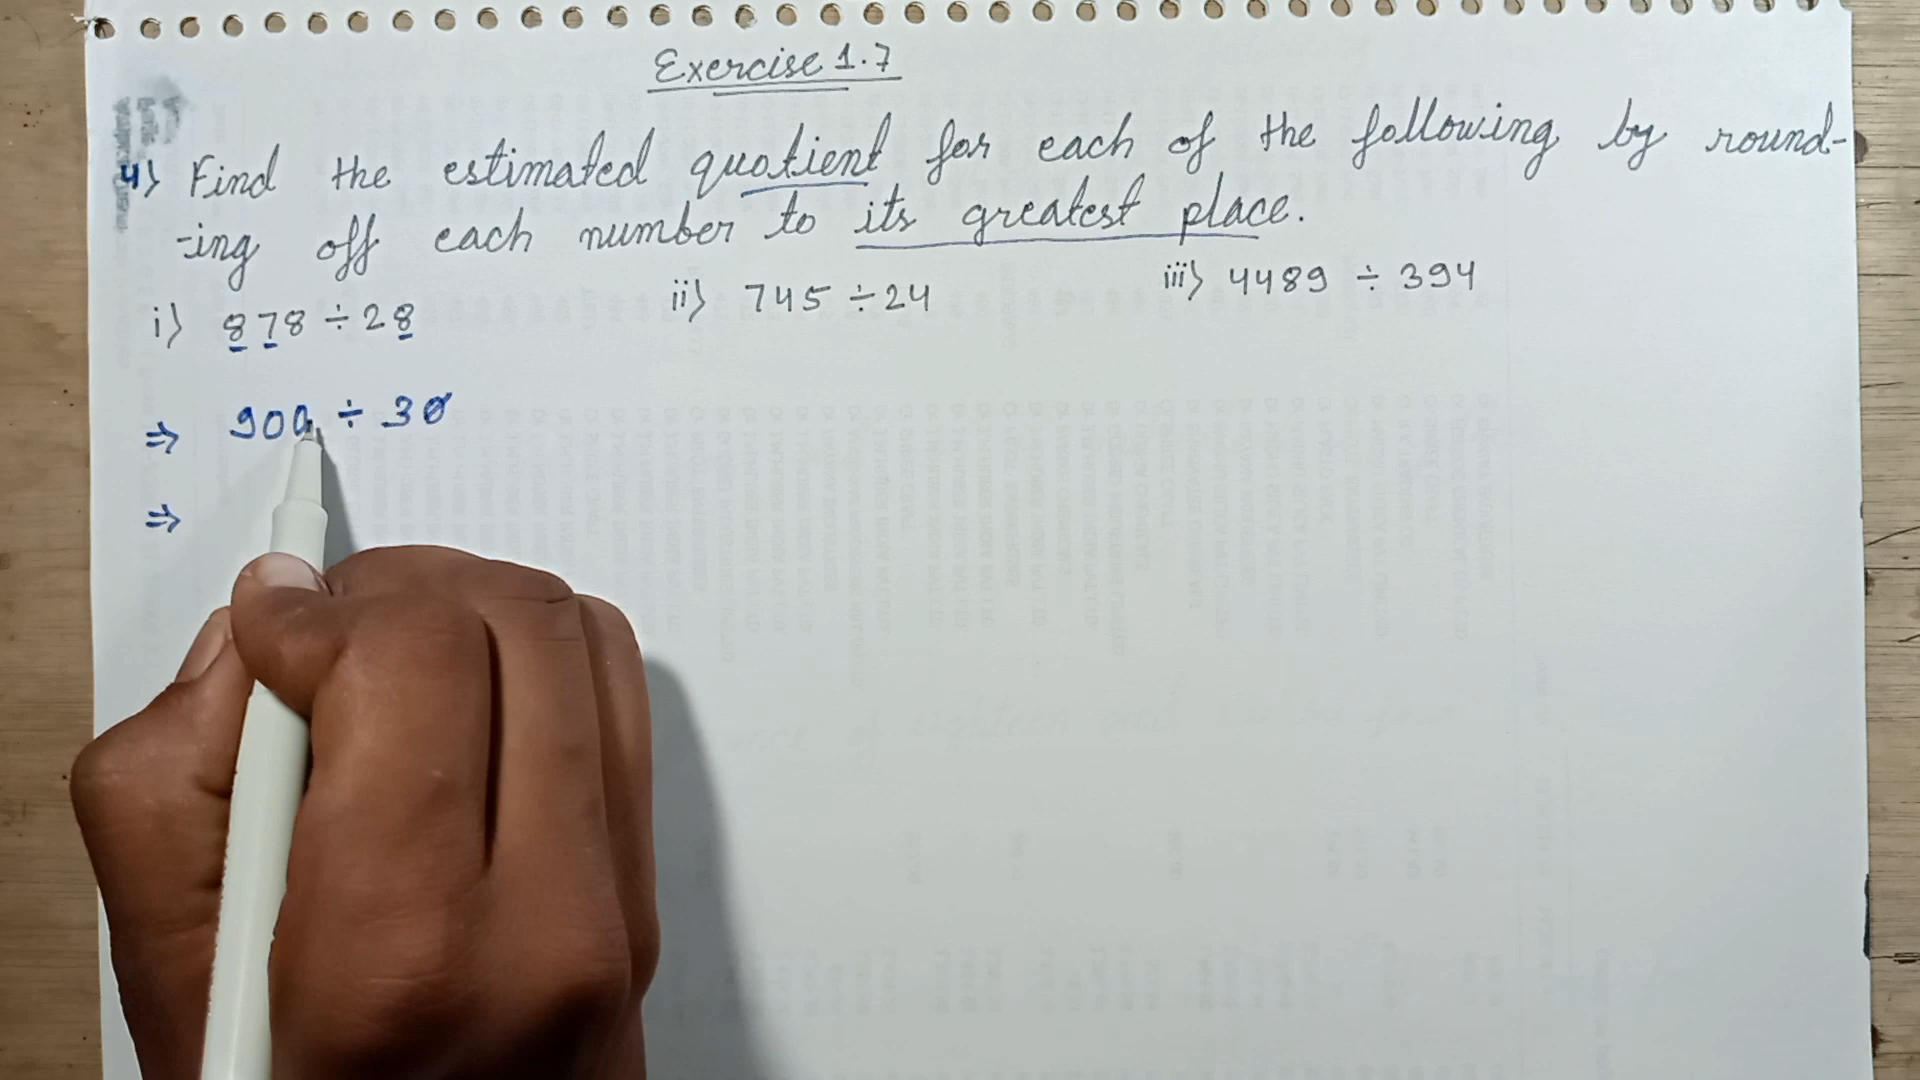 Exercise 1.7
4) Find the estimated quotient for each of the following by round-
-ing off each number to its greatest place.
i) 878 ÷ 28 ii) 745 ÷ 24 iii) 4489 ÷ 394
⇒ 900 ÷ 30
⇒